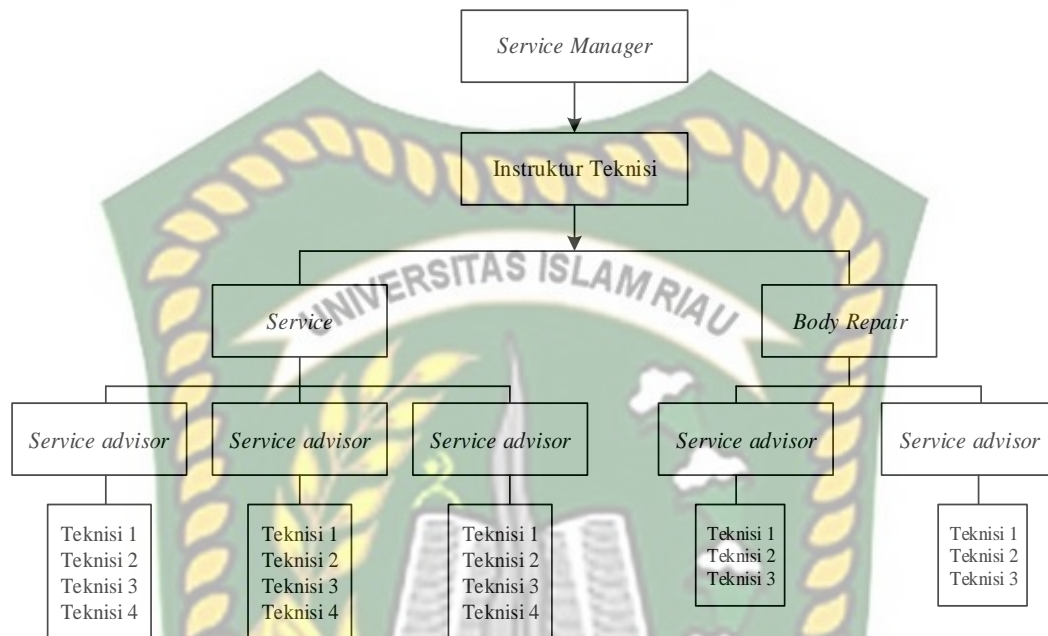 Service Manager
Instruktur Teknisi
UNIVERSITAS ISLAM RIAU
Service
Body Repair
Service advisor
Service advisor
Service advisor
Service advisor
Service advisor
Teknisi 1
Teknisi 2
Teknisi 3
Teknisi 4
Teknisi 1
Teknisi 2
Teknisi 3
Teknisi 4
Teknisi 1
Teknisi 2
Teknisi 3
Teknisi 4
Teknisi 1
Teknisi 2
Teknisi 3
Teknisi 1
Teknisi 2
Teknisi 3